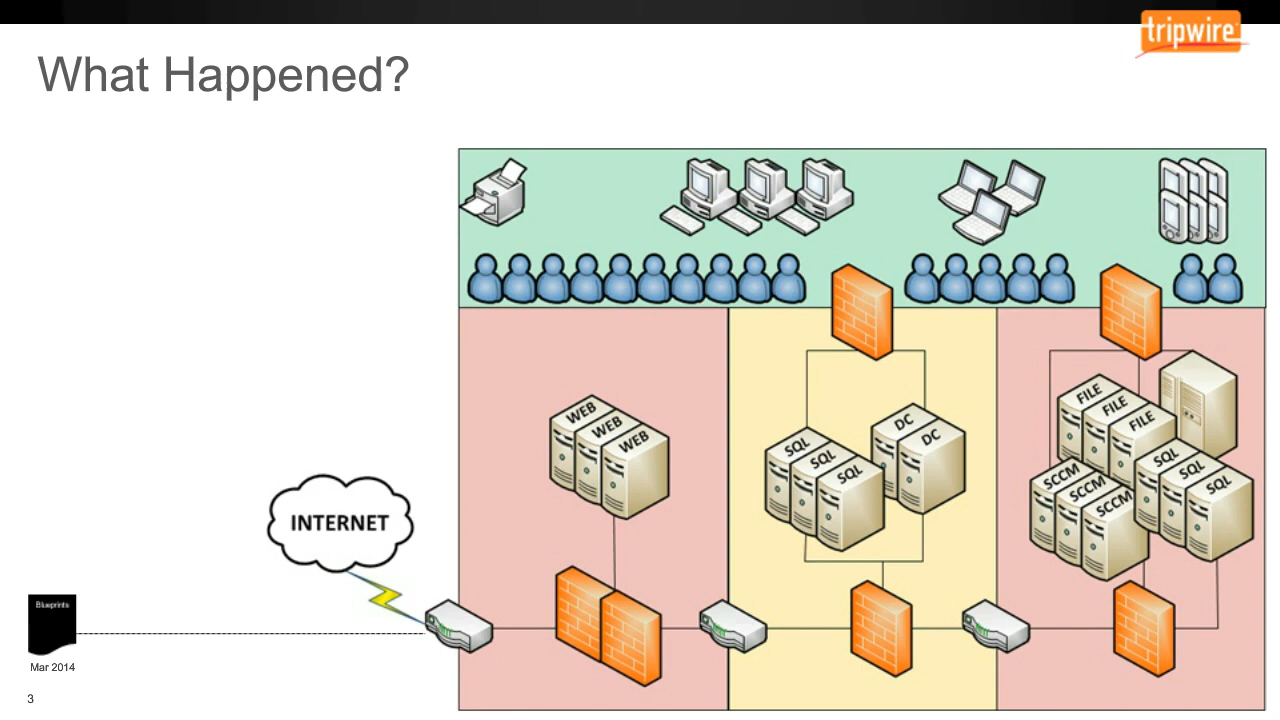 tripwire
What Happened?
WEB
WEB
WEB
SQL
SQL
SQL
DC
DC
FILE
FILE
FILE
SCCM
SCCM
SCCM
SQL
SQL
SQL
INTERNET
Blueprints
Mar 2014
3